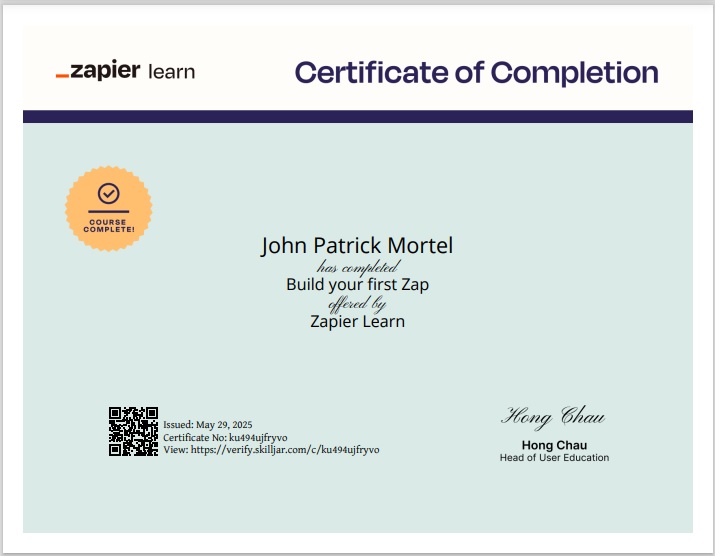 zapier learn
Certificate of Completion
COURSE
COMPLETE!
John Patrick Mortel
has completed
Build your first Zap
offered by
Zapier Learn
Issued: May 29, 2025
Certificate No: ku494ujfryvo
View: https://verify.skilljar.com/c/ku494ujfryvo
Hong Chau
Hong Chau
Head of User Education